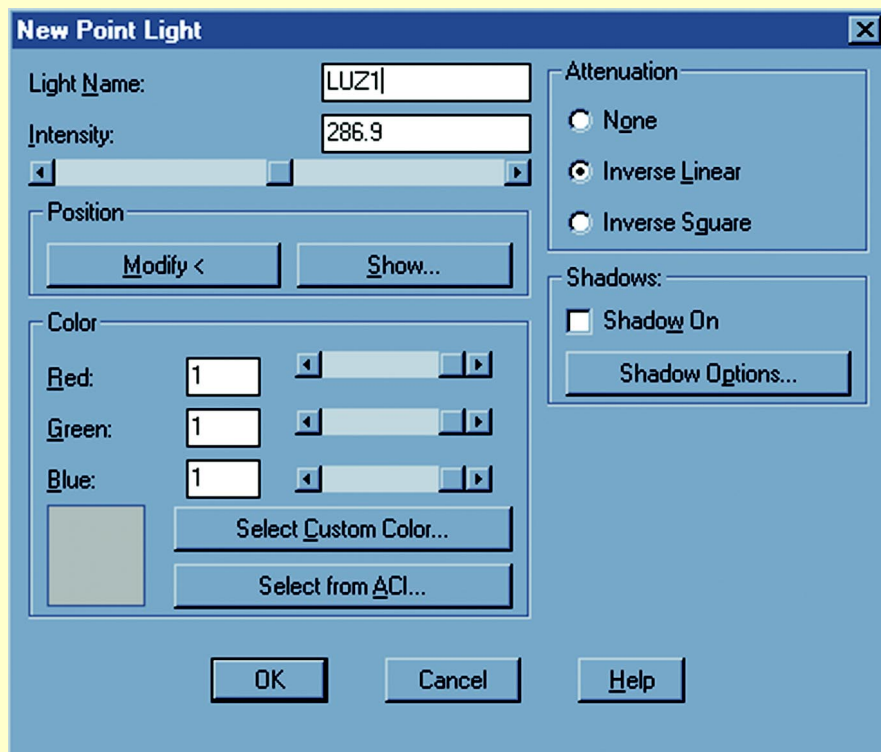 New Point Light
Light Name: LUZ1
Intensity: 286.9
Position
Modify < Show...
Color
Red: 1
Green: 1
Blue: 1
Select Custom Color...
Select from ACI...
Attenuation
None
Inverse Linear
Inverse Sguare
Shadows:
Shadow On
Shadow Options...
OK Cancel Help